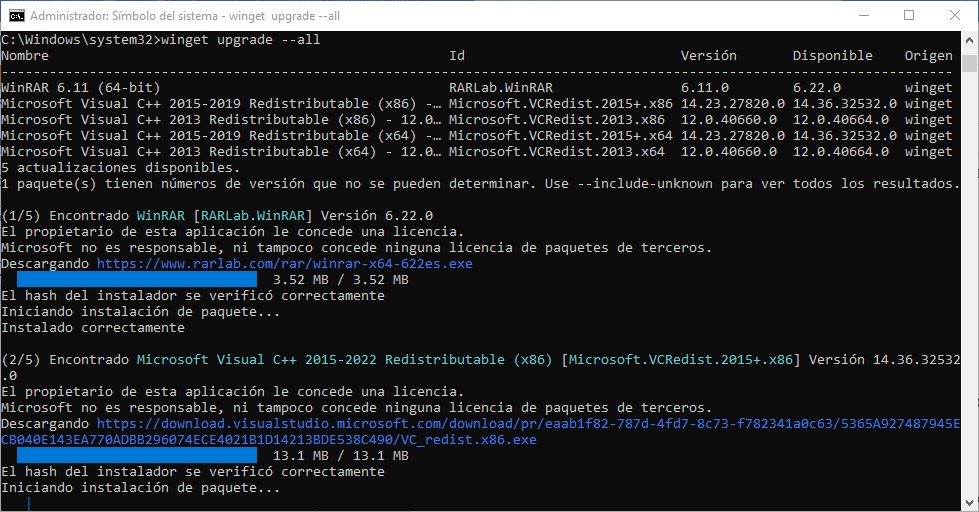 Administrador: Símbolo del sistema - winget upgrade --all
C:\Windows\system32>winget upgrade --all
Nombre Id Versión Disponible Origen
-----------------------------------------------------------------------------------------------------------------------
WinRAR 6.11 (64-bit) RARLab.WinRAR 6.11.0 6.22.0 winget
Microsoft Visual C++ 2015-2019 Redistributable (x86) -… Microsoft.VCRedist.2015+.x86 14.23.27820.0 14.36.32532.0 winget
Microsoft Visual C++ 2013 Redistributable (x86) - 12.0… Microsoft.VCRedist.2013.x86 12.0.40660.0 12.0.40664.0 winget
Microsoft Visual C++ 2015-2019 Redistributable (x64) -… Microsoft.VCRedist.2015+.x64 14.23.27820.0 14.36.32532.0 winget
Microsoft Visual C++ 2013 Redistributable (x64) - 12.0… Microsoft.VCRedist.2013.x64 12.0.40660.0 12.0.40664.0 winget
5 actualizaciones disponibles.
1 paquete(s) tienen números de versión que no se pueden determinar. Use --include-unknown para ver todos los resultados.
(1/5) Encontrado WinRAR [RARLab.WinRAR] Versión 6.22.0
El propietario de esta aplicación le concede una licencia.
Microsoft no es responsable, ni tampoco concede ninguna licencia de paquetes de terceros.
Descargando https://www.rarlab.com/rar/winrar-x64-622es.exe
3.52 MB / 3.52 MB
El hash del instalador se verificó correctamente
Iniciando instalación de paquete...
Instalado correctamente
(2/5) Encontrado Microsoft Visual C++ 2015-2022 Redistributable (x86) [Microsoft.VCRedist.2015+.x86] Versión 14.36.32532
.0
El propietario de esta aplicación le concede una licencia.
Microsoft no es responsable, ni tampoco concede ninguna licencia de paquetes de terceros.
Descargando https://download.visualstudio.microsoft.com/download/pr/eaab1f82-787d-4fd7-8c73-f782341a0c63/5365A927487945E
CB040E143EA770ADBB296074ECE4021B1D14213BDE538C490/VC_redist.x86.exe
13.1 MB / 13.1 MB
El hash del instalador se verificó correctamente
Iniciando instalación de paquete...